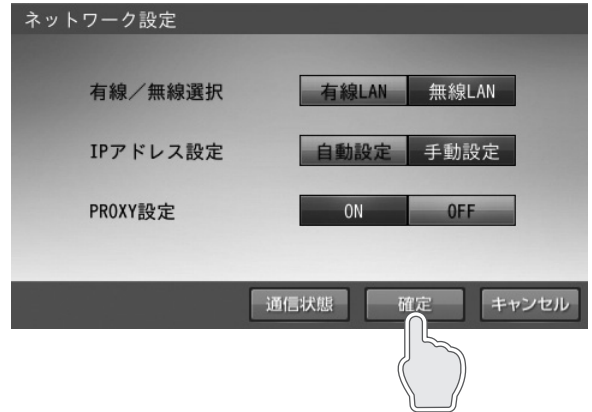 ネットワーク設定
有線／無線選択 有線LAN 無線LAN
IPアドレス設定 自動設定 手動設定
PROXY設定 ON OFF
通信状態 確定 キャンセル